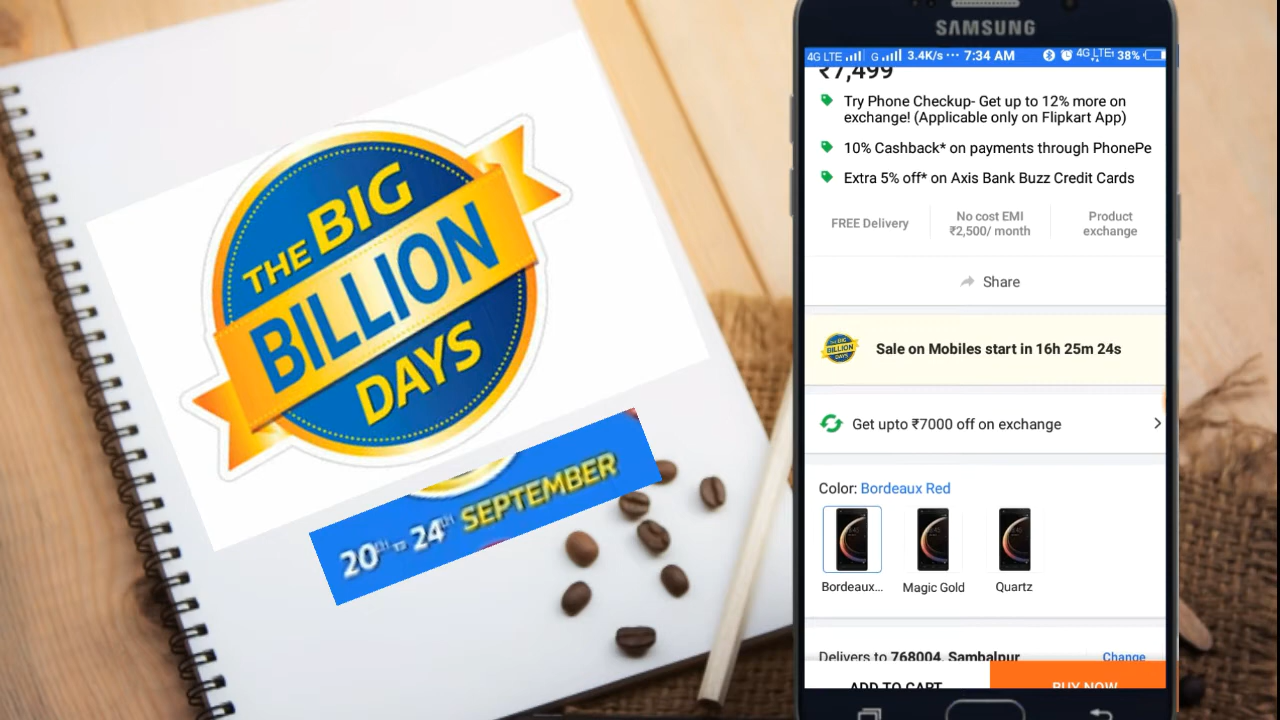 THE BIG
BILLION
DAYS
20TH TO 24TH SEPTEMBER
SAMSUNG
4G LTE G 3.4K/s ··· 7:34 AM 4G LTE 38%
₹7,499
Try Phone Checkup- Get up to 12% more on
exchange! (Applicable only on Flipkart App)
10% Cashback* on payments through PhonePe
Extra 5% off* on Axis Bank Buzz Credit Cards
FREE Delivery
No cost EMI
₹2,500/ month
Product
exchange
Share
THE BIG
BILLION
DAYS
Sale on Mobiles start in 16h 25m 24s
Get upto ₹7000 off on exchange
Color: Bordeaux Red
Bordeaux... Magic Gold Quartz
Delivers to 768004, Sambalpur Change
ADD TO CART BUY NOW